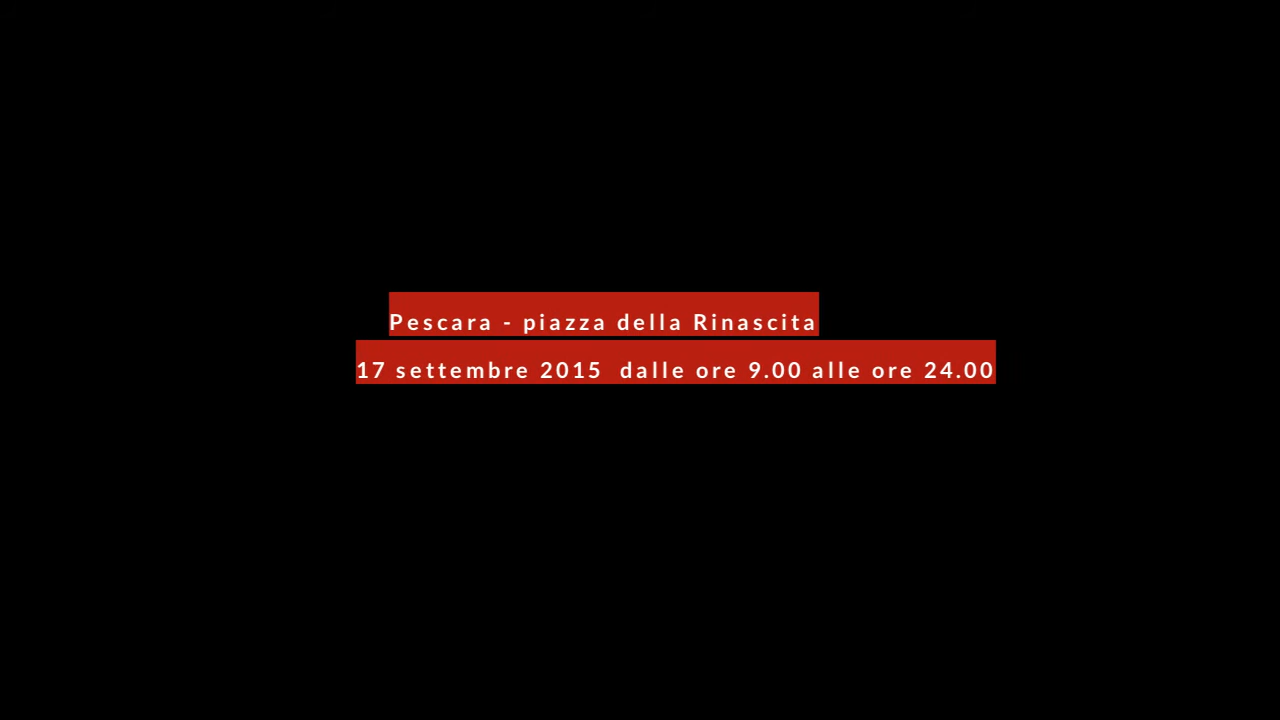 Pescara - piazza della Rinascita
17 settembre 2015  dalle ore 9.00 alle ore 24.00